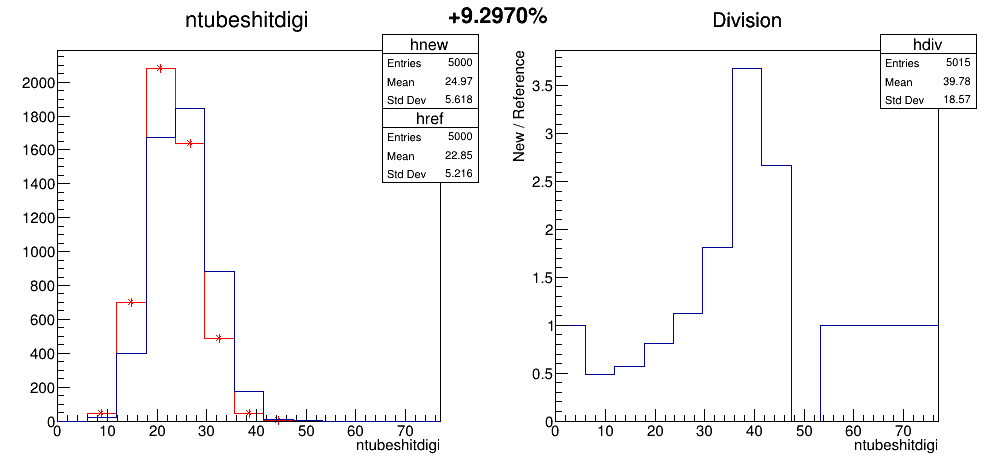 +9.2970%
ntubeshitdigi
hnew
Entries 5000
Mean 24.97
Std Dev 5.618
href
Entries 5000
Mean 22.85
Std Dev 5.216
2000
1800
1600
1400
1200
1000
800
600
400
200
0
0 10 20 30 40 50 60 70
ntubeshitdigi
Division
hdiv
Entries 5015
Mean 39.78
Std Dev 18.57
New / Reference
3.5
3
2.5
2
1.5
1
0.5
0
0 10 20 30 40 50 60 70
ntubeshitdigi